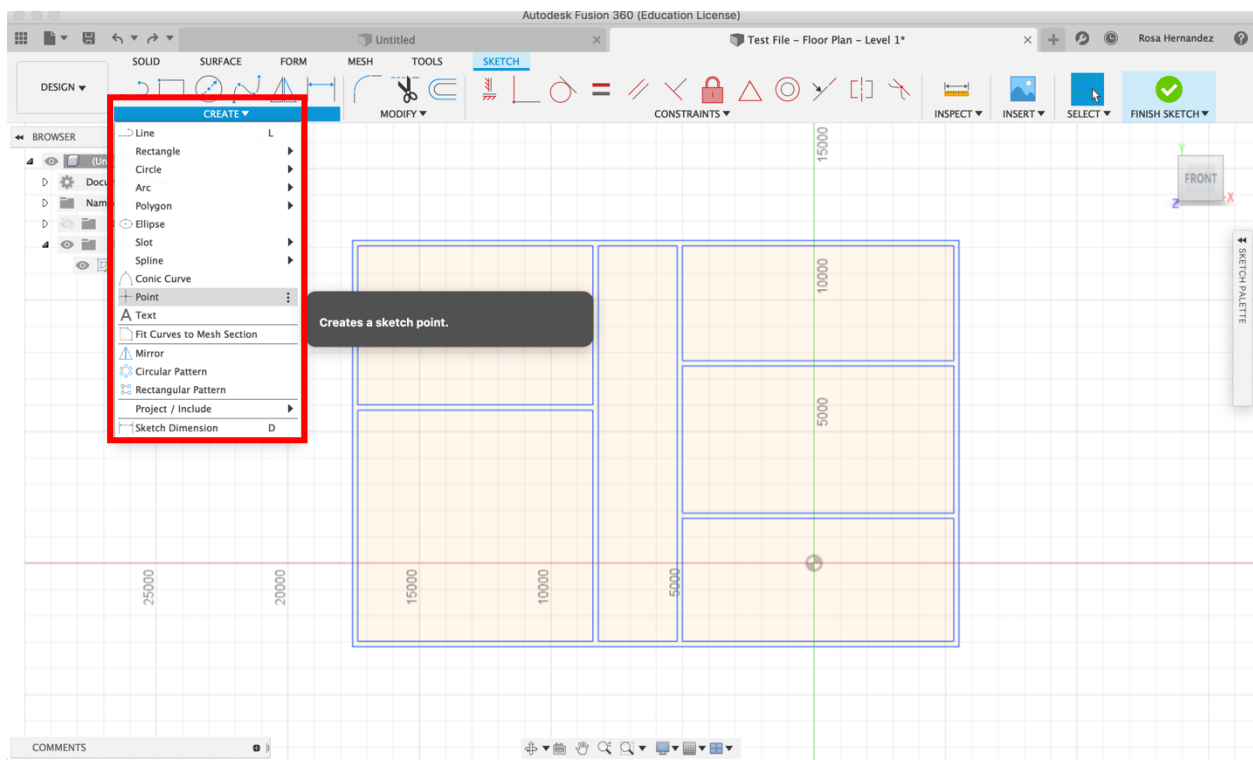 Autodesk Fusion 360 (Education License)
Untitled
Test File – Floor Plan – Level 1*
Rosa Hernandez
SOLID SURFACE FORM MESH TOOLS SKETCH
DESIGN
CREATE
MODIFY
CONSTRAINTS
INSPECT
INSERT
SELECT
FINISH SKETCH
BROWSER
(Un
Docu
Nam
Line L
Rectangle
Circle
Arc
Polygon
Ellipse
Slot
Spline
Conic Curve
Point
A Text
Fit Curves to Mesh Section
Mirror
Circular Pattern
Rectangular Pattern
Project / Include
Sketch Dimension D
Creates a sketch point.
15000
10000
5000
25000
20000
15000
10000
5000
Y
FRONT
Z
X
SKETCH PALETTE
COMMENTS